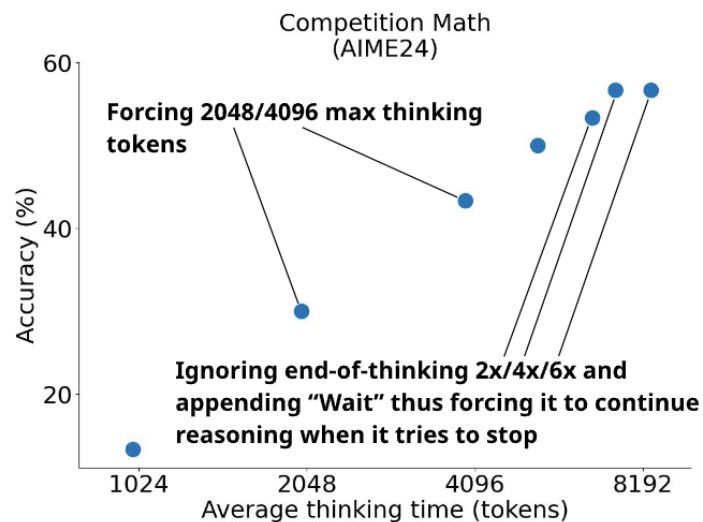 Competition Math
(AIME24)
60
Forcing 2048/4096 max thinking
tokens
40
Accuracy (%)
20
Ignoring end-of-thinking 2x/4x/6x and
appending “Wait” thus forcing it to continue
reasoning when it tries to stop
1024 2048 4096 8192
Average thinking time (tokens)